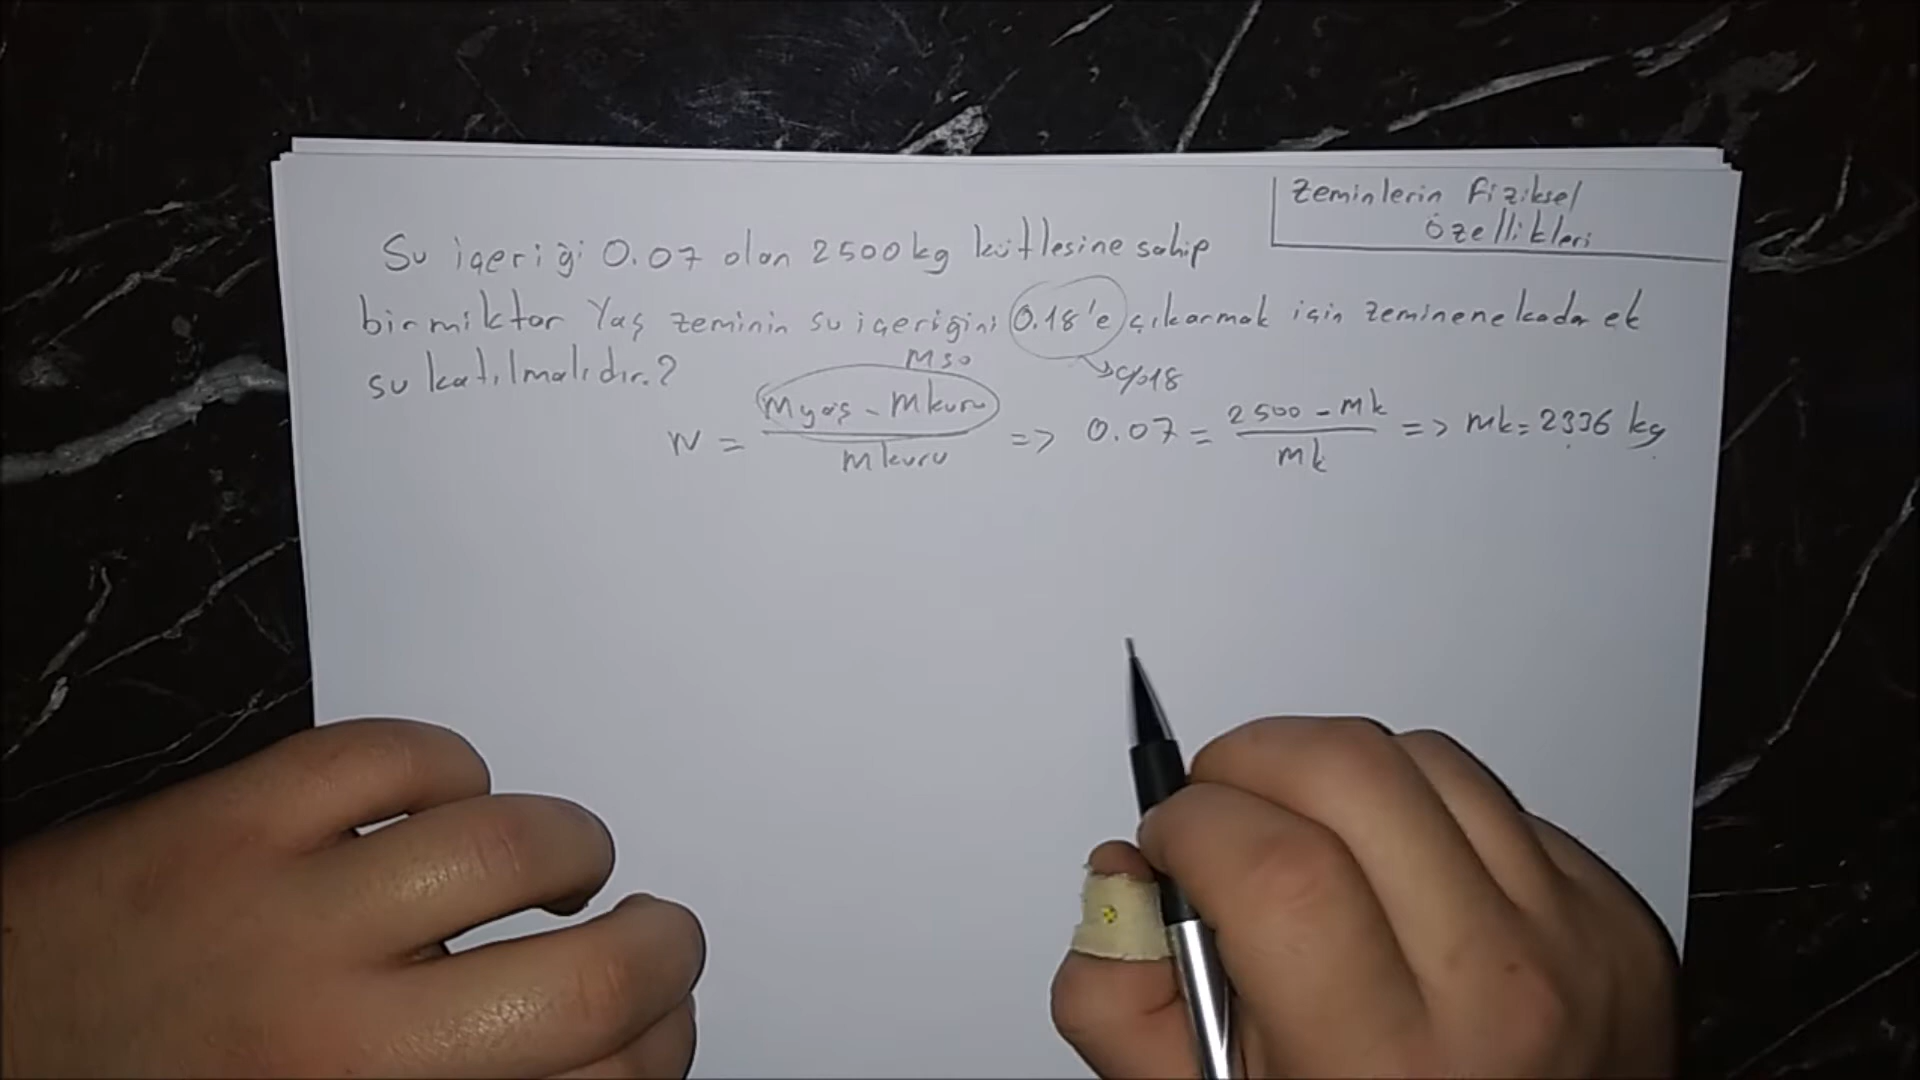 Zeminlerin Fiziksel
Özellikleri
Su içeriği 0.07 olan 2500kg kütlesine sahip
bir miktar Yaş zeminin su içeriğini 0.18'e çıkarmak için zemine ne kadar ek
su katılmalıdır.?
Msu
%18
W = Myaş - Mkuru / Mkuru => 0.07 = 2500 - Mk / Mk => Mk = 2336 kg